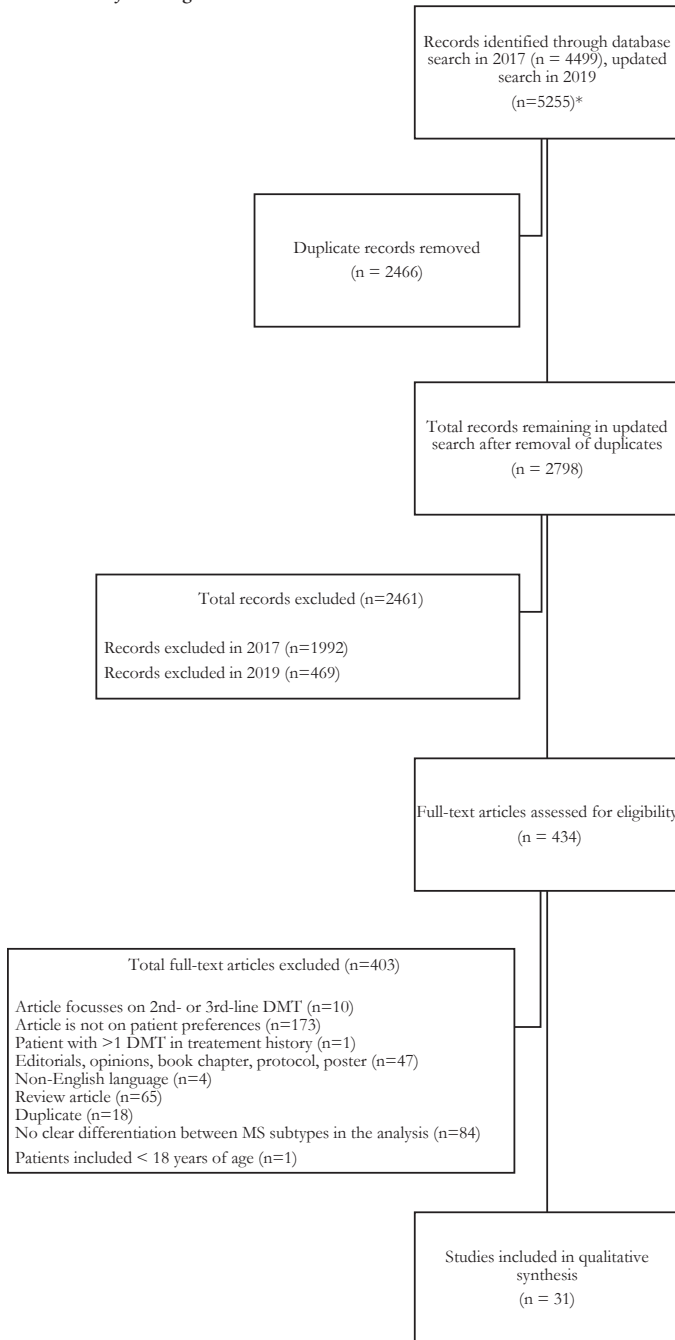 Records identified through database
search in 2017 (n = 4499), updated
search in 2019
(n=5255)*
Duplicate records removed
(n = 2466)
Total records remaining in updated
search after removal of duplicates
(n = 2798)
Total records excluded (n=2461)
Records excluded in 2017 (n=1992)
Records excluded in 2019 (n=469)
Full-text articles assessed for eligibility
(n = 434)
Total full-text articles excluded (n=403)
Article focusses on 2nd- or 3rd-line DMT (n=10)
Article is not on patient preferences (n=173)
Patient with >1 DMT in treatement history (n=1)
Editorials, opinions, book chapter, protocol, poster (n=47)
Non-English language (n=4)
Review article (n=65)
Duplicate (n=18)
No clear differentiation between MS subtypes in the analysis (n=84)
Patients included < 18 years of age (n=1)
Studies included in qualitative
synthesis
(n = 31)